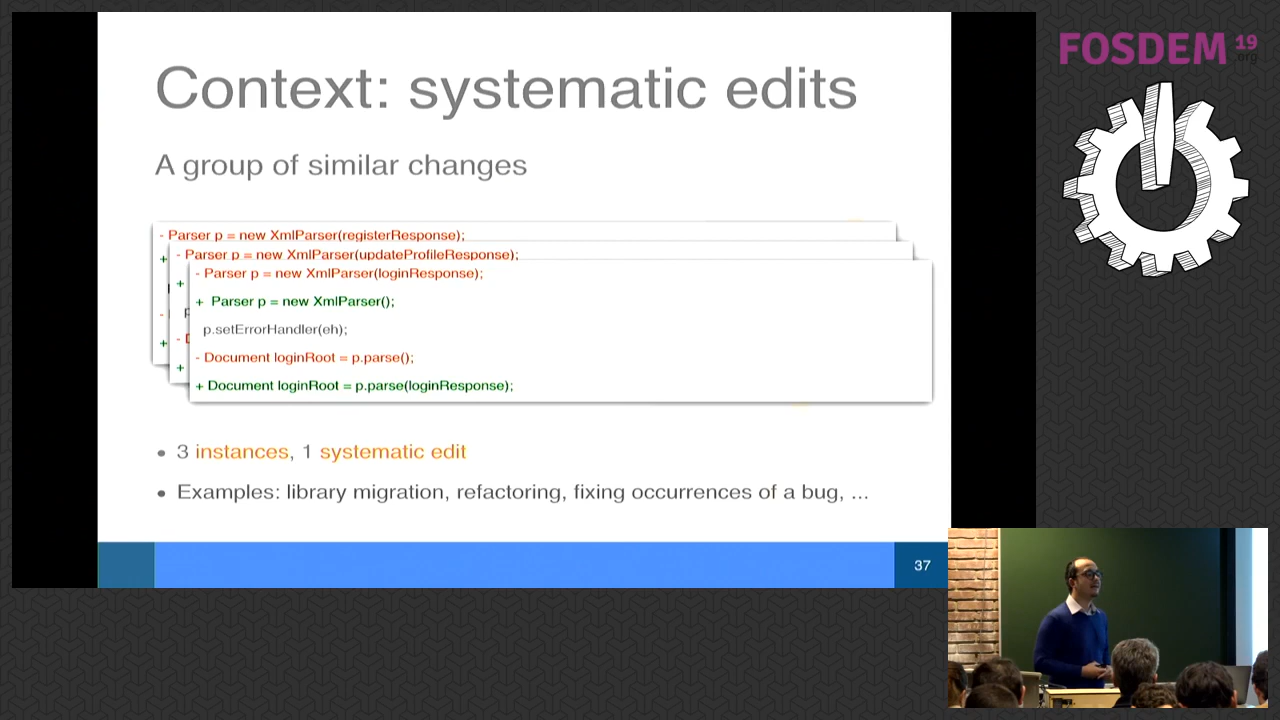 FOSDEM 19
.org
Context: systematic edits
A group of similar changes
- Parser p = new XmlParser(registerResponse);
- Parser p = new XmlParser(updateProfileResponse);
- Parser p = new XmlParser(loginResponse);
+ Parser p = new XmlParser();
p.setErrorHandler(eh);
- Document loginRoot = p.parse();
+ Document loginRoot = p.parse(loginResponse);
• 3 instances, 1 systematic edit
• Examples: library migration, refactoring, fixing occurrences of a bug, ...
37